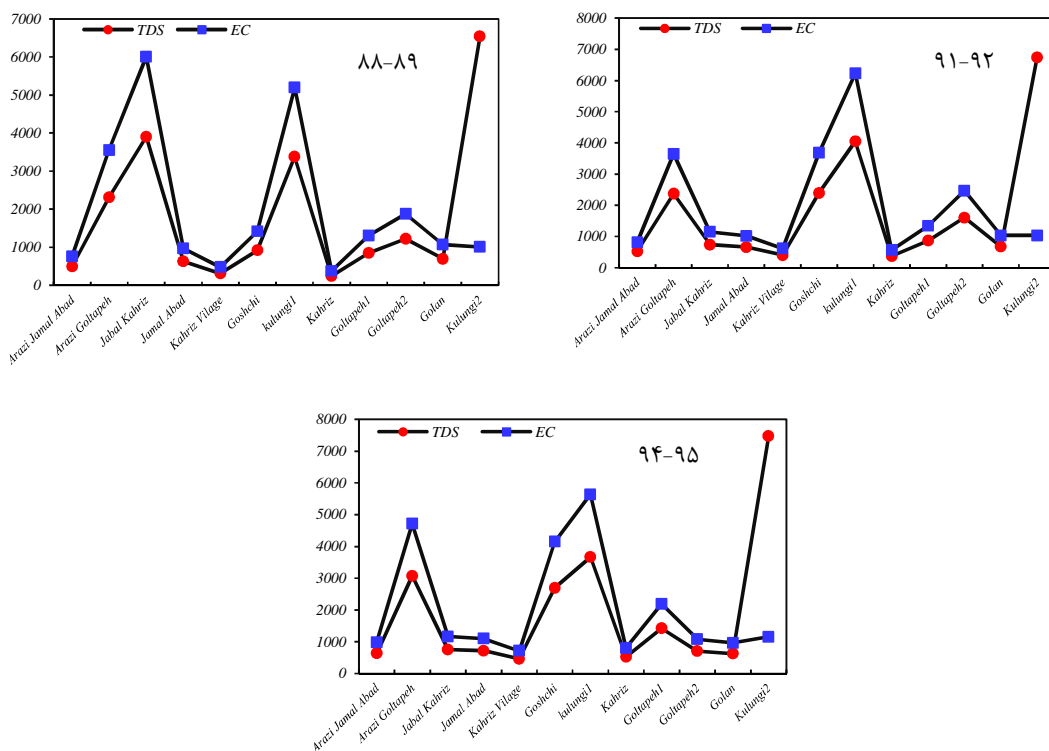 TDS EC
۸۸-۸۹
7000
6000
5000
4000
3000
2000
1000
0
Arazi Jamal Abad
Arazi Goltapeh
Jabal Kahriz
Jamal Abad
Kahriz Vilage
Goshchi
kulungi1
Kahriz
Goltapeh1
Goltapeh2
Golan
Kulungi2
TDS EC
۹۱-۹۲
8000
7000
6000
5000
4000
3000
2000
1000
0
Arazi Jamal Abad
Arazi Goltapeh
Jabal Kahriz
Jamal Abad
Kahriz Vilage
Goshchi
kulungi1
Kahriz
Goltapeh1
Goltapeh2
Golan
Kulungi2
TDS EC
۹۴-۹۵
8000
7000
6000
5000
4000
3000
2000
1000
0
Arazi Jamal Abad
Arazi Goltapeh
Jabal Kahriz
Jamal Abad
Kahriz Vilage
Goshchi
kulungi1
Kahriz
Goltapeh1
Goltapeh2
Golan
Kulungi2